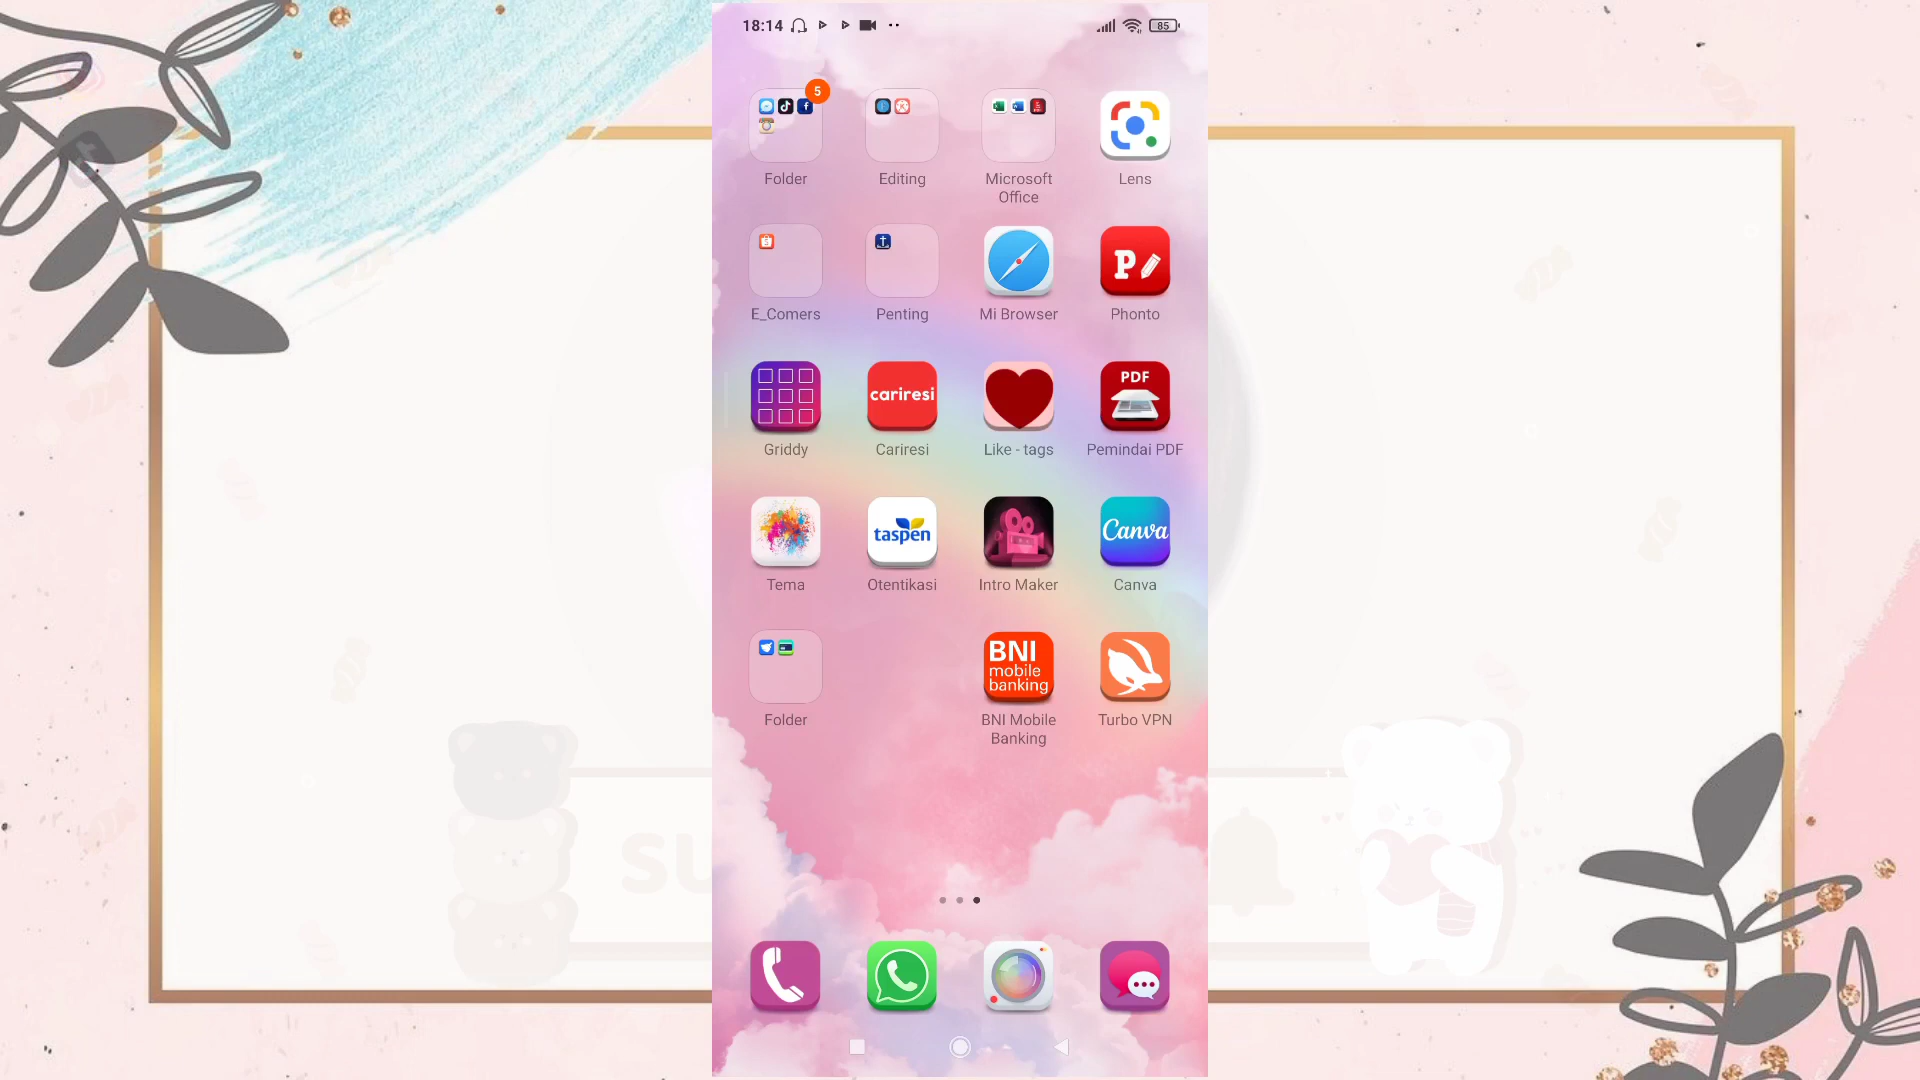 18:14
85
5
Folder
Editing
Microsoft
Office
Lens
E_Comers
Penting
Mi Browser
P
Phonto
cariresi
PDF
Griddy
Cariresi
Like - tags
Pemindai PDF
taspen
Canva
Tema
Otentikasi
Intro Maker
Canva
BNI
mobile
banking
Folder
BNI Mobile
Banking
Turbo VPN
SU